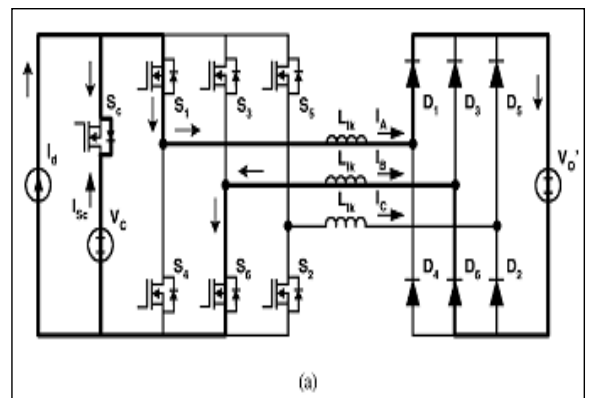 S1 S3 S5
D1 D3 D5
Sc
Id
ISc
VC
Llk IA
Llk IB
Llk IC
VO'
S4 S6 S2
D4 D6 D2
(a)